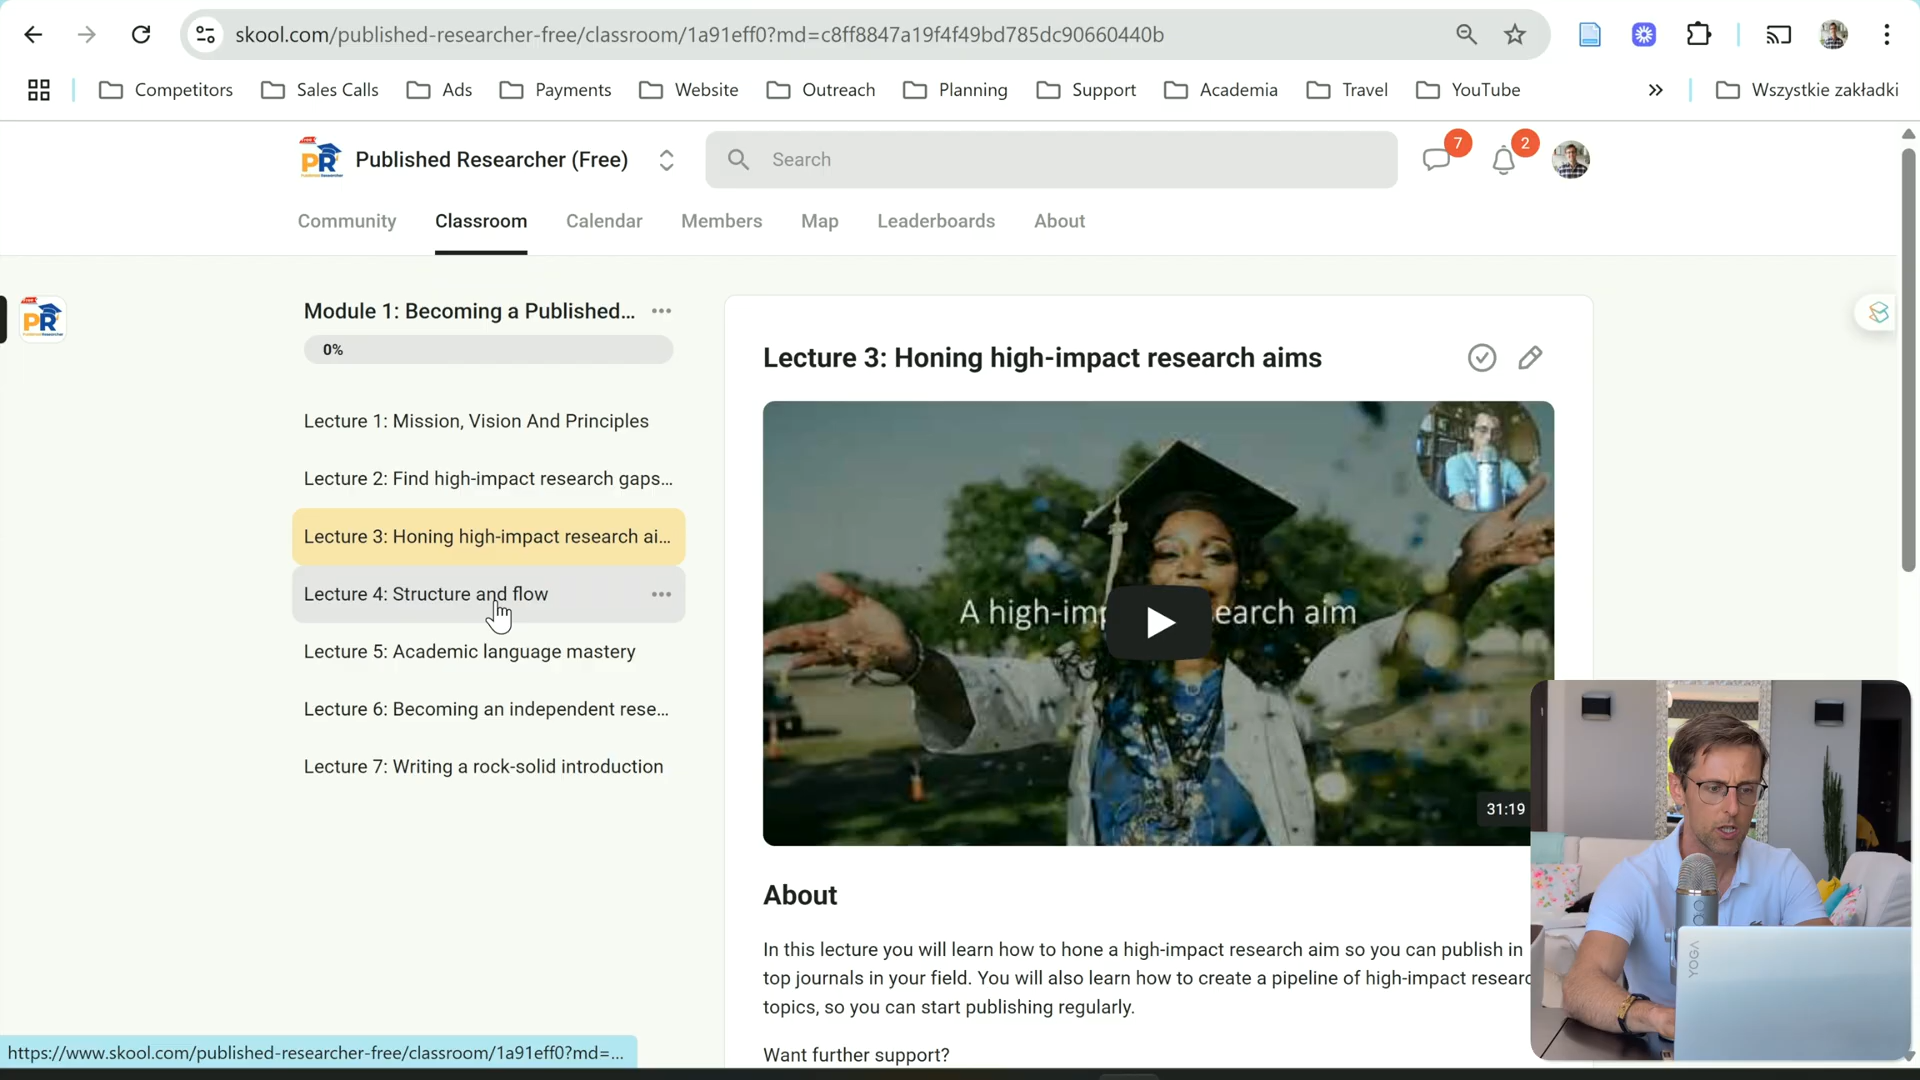 skool.com/published-researcher-free/classroom/1a91eff0?md=c8ff8847a19f4f49bd785dc90660440b
Competitors
Sales Calls
Ads
Payments
Website
Outreach
Planning
Support
Academia
Travel
YouTube
Wszystkie zakładki
PR
Published Researcher (Free)
Search
7
2
Community
Classroom
Calendar
Members
Map
Leaderboards
About
PR
Module 1: Becoming a Published...
0%
Lecture 1: Mission, Vision And Principles
Lecture 2: Find high-impact research gaps...
Lecture 3: Honing high-impact research ai...
Lecture 4: Structure and flow
Lecture 5: Academic language mastery
Lecture 6: Becoming an independent rese...
Lecture 7: Writing a rock-solid introduction
Lecture 3: Honing high-impact research aims
A high-imp earch aim
31:19
About
In this lecture you will learn how to hone a high-impact research aim so you can publish in
top journals in your field. You will also learn how to create a pipeline of high-impact researc
topics, so you can start publishing regularly.
Want further support?
YOGA
https://www.skool.com/published-researcher-free/classroom/1a91eff0?md=...